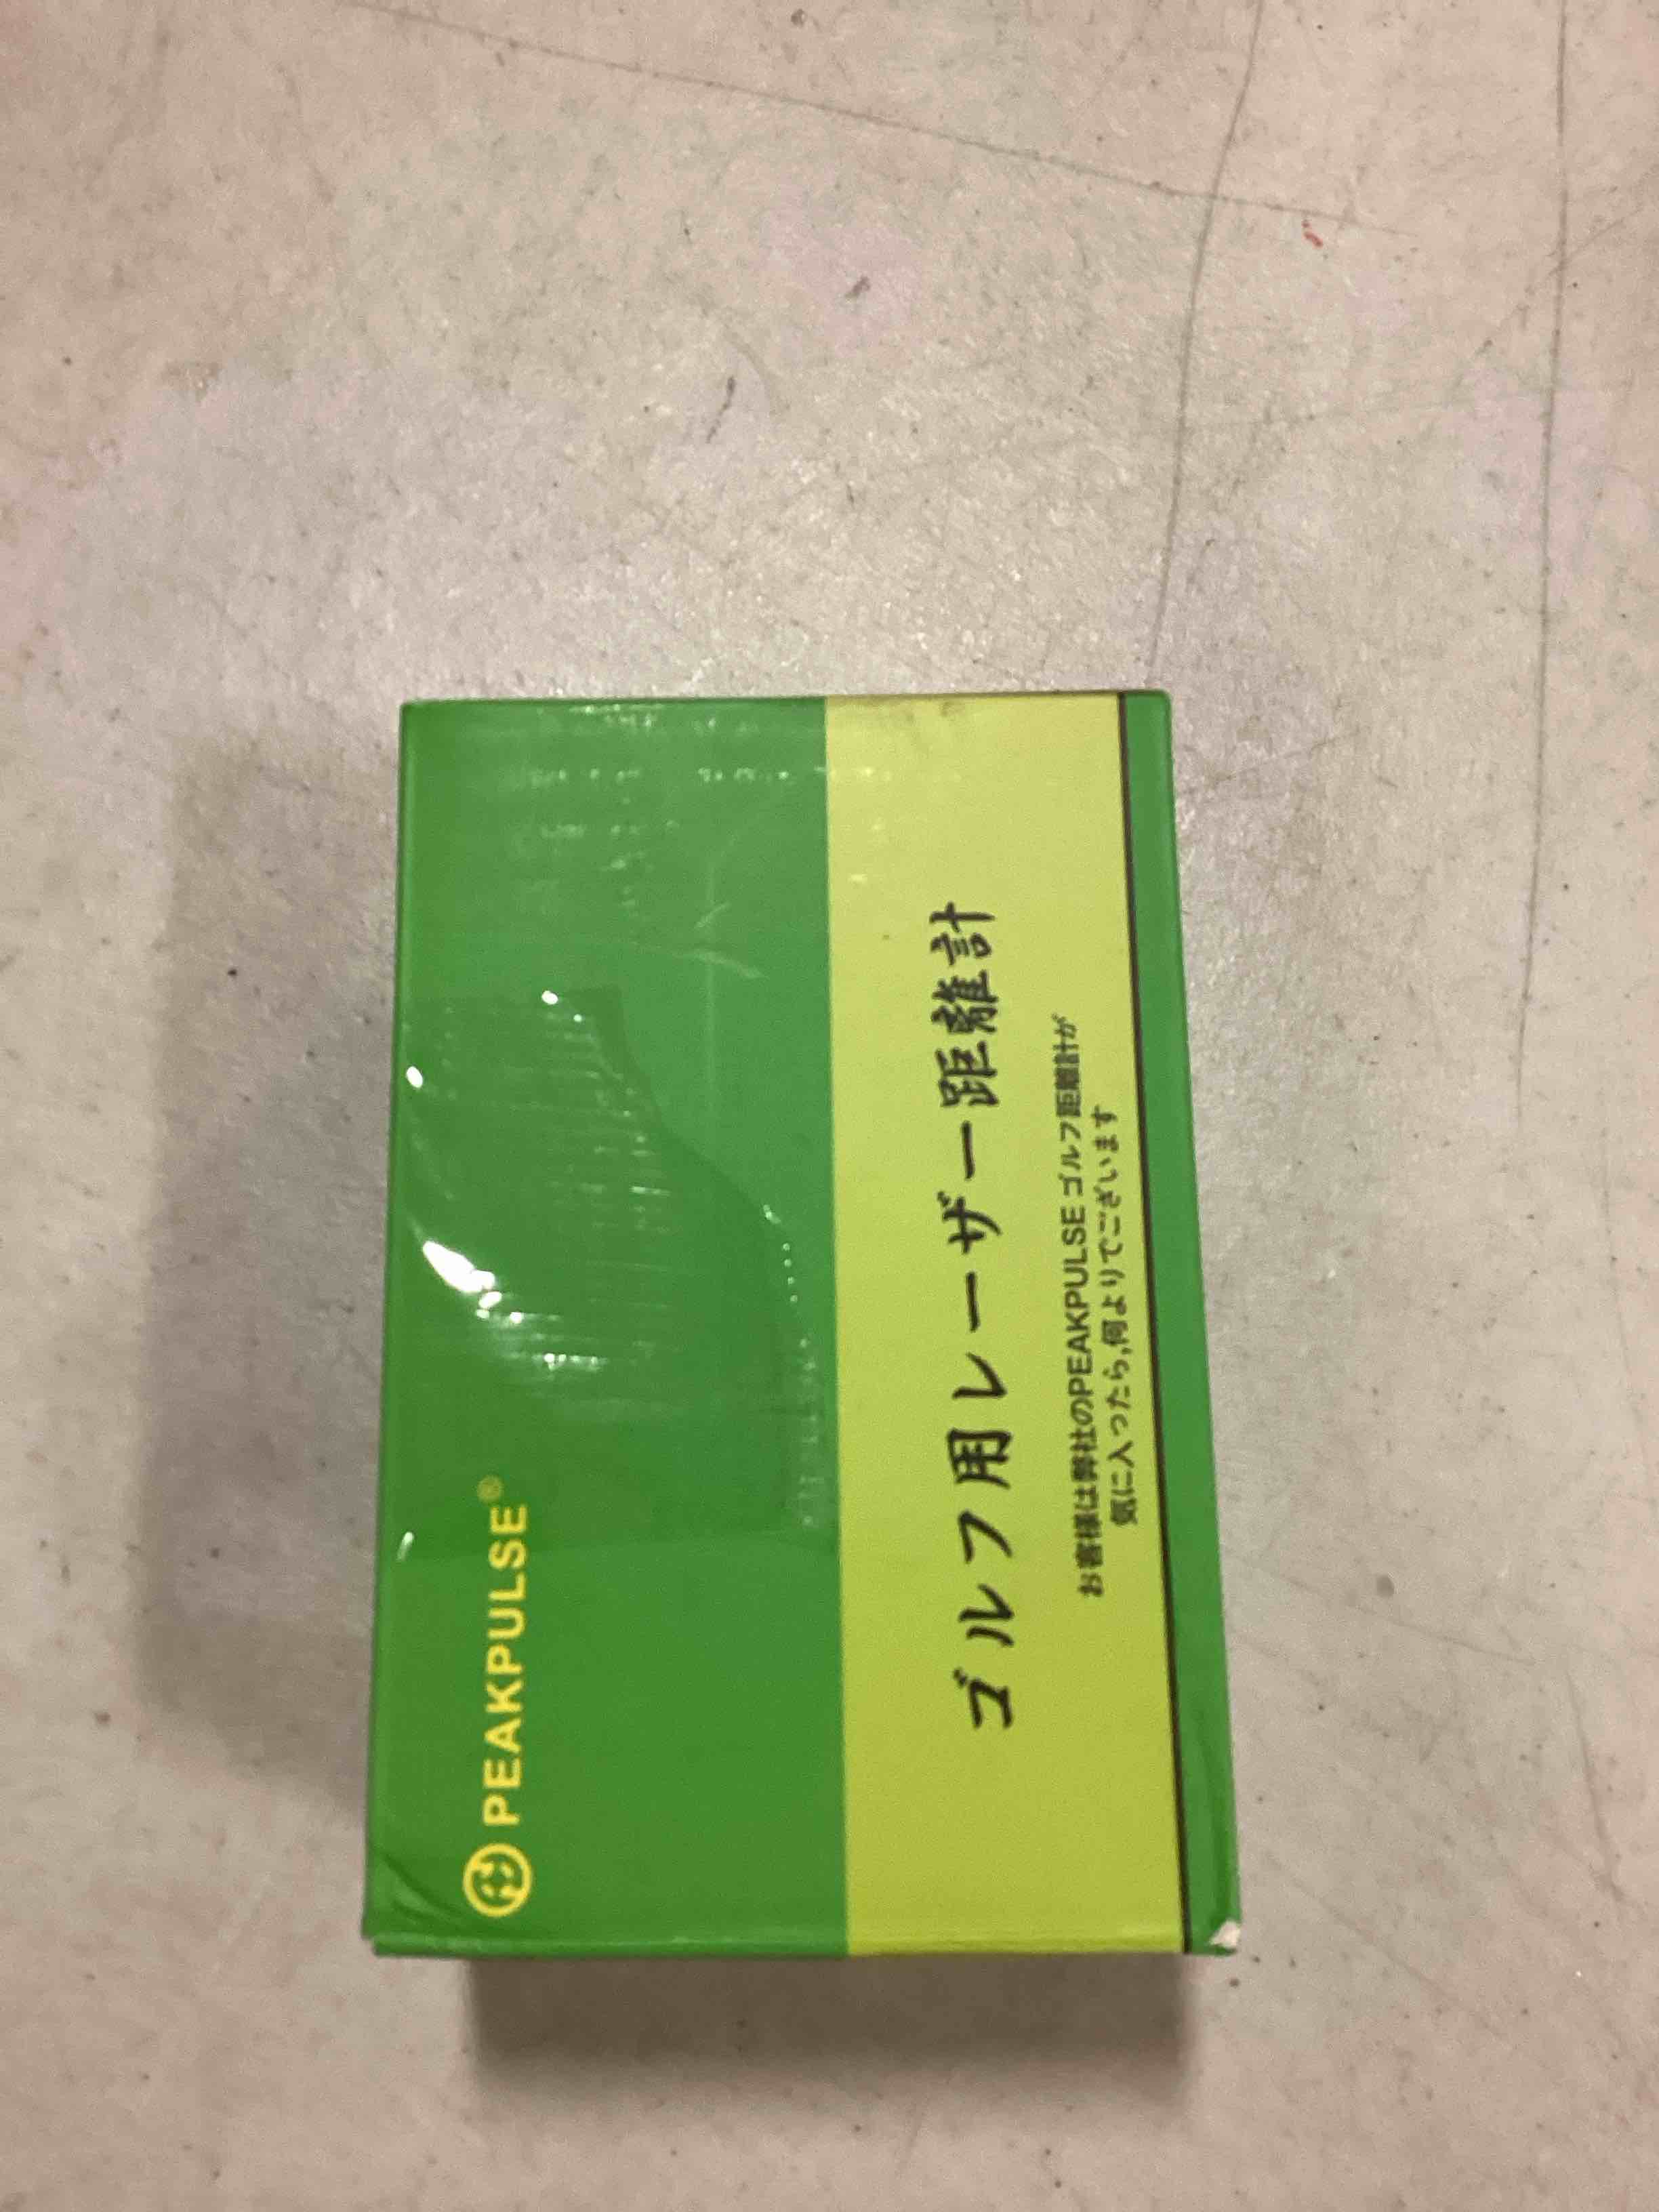 PEAKPULSE®
ゴルフ用レーザー距離計
お客様は弊社のPEAKPULSE ゴルフ距離計が
気に入ったら,何よりでございます